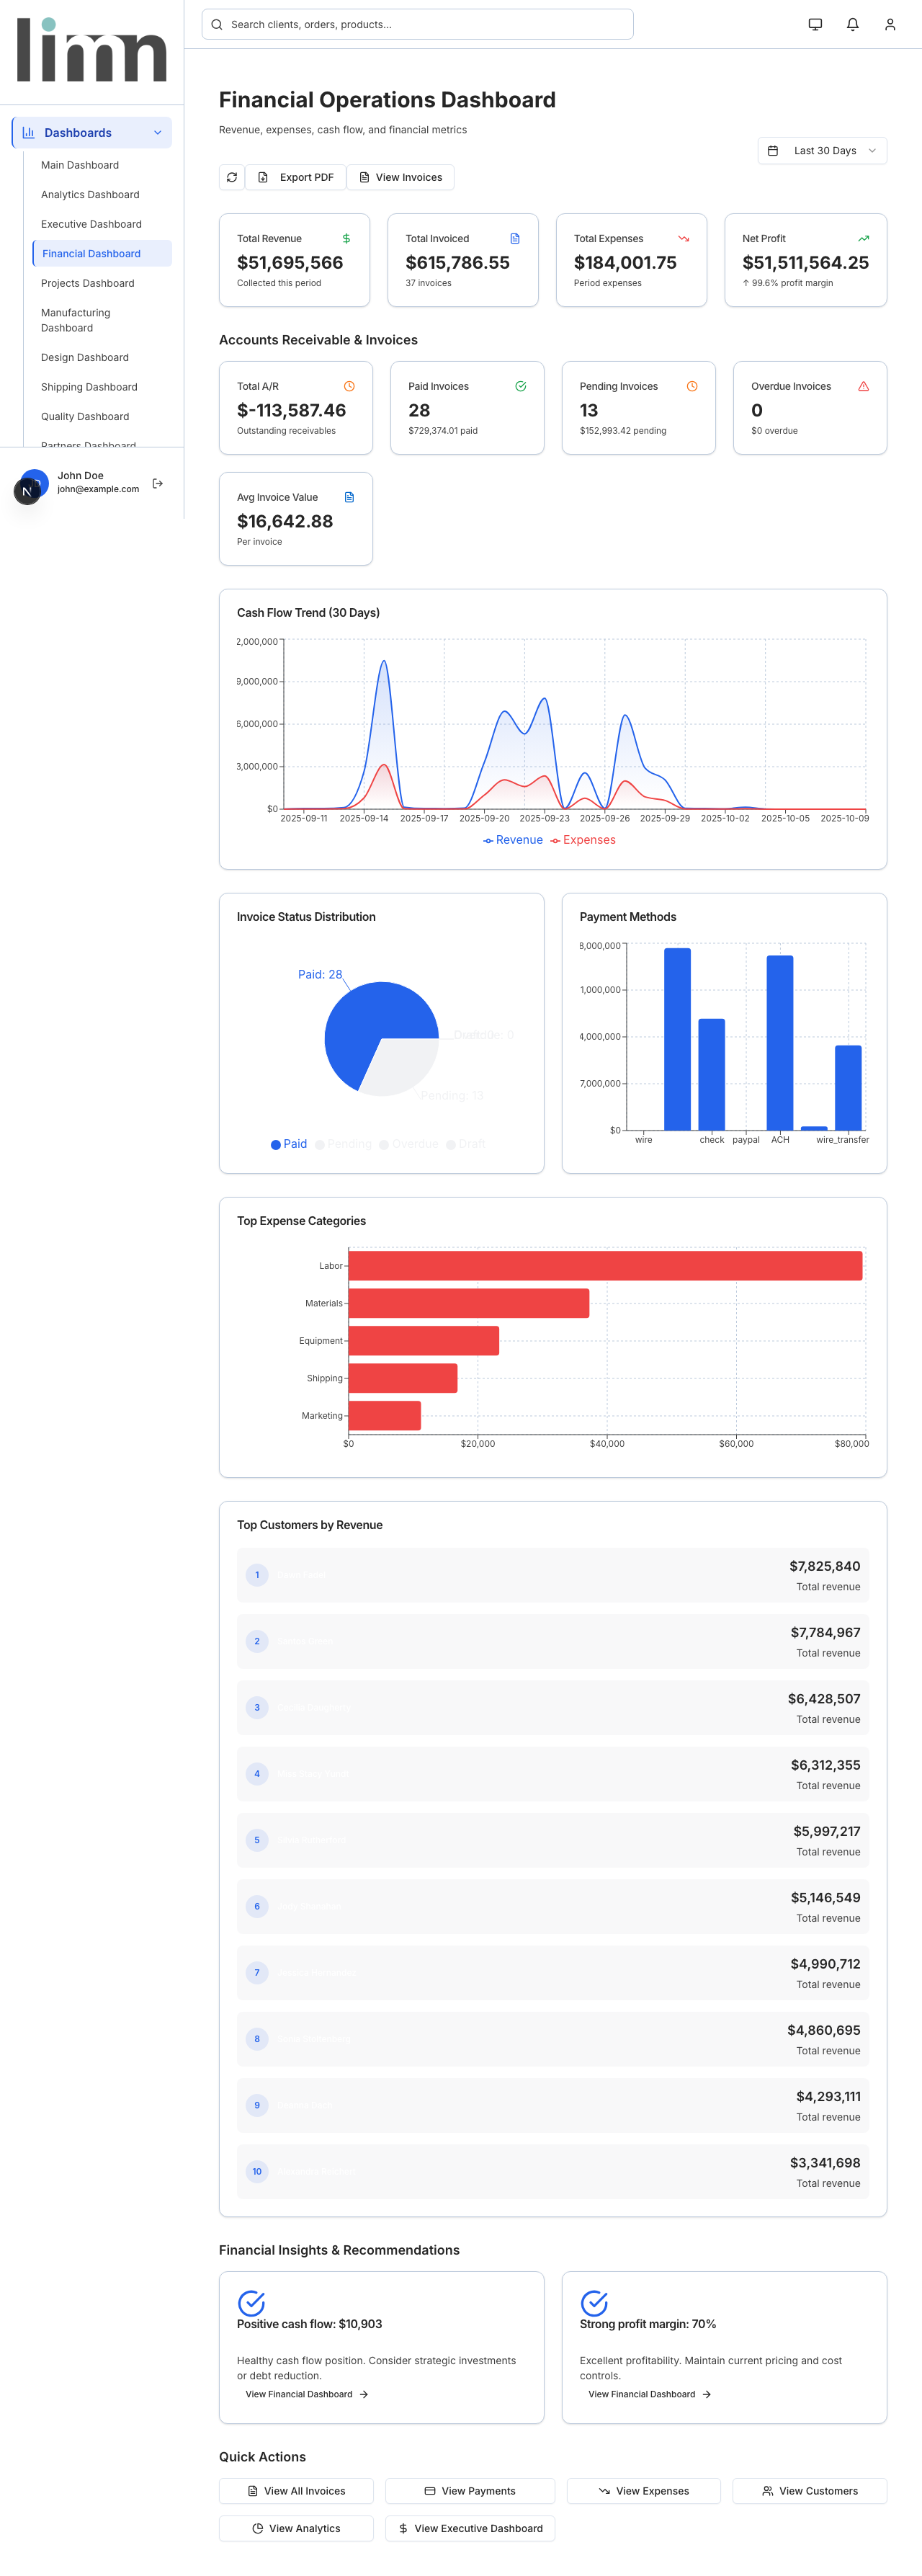 limn
Search clients, orders, products...
Dashboards
Main Dashboard
Analytics Dashboard
Executive Dashboard
Financial Dashboard
Projects Dashboard
Manufacturing
Dashboard
Design Dashboard
Shipping Dashboard
Quality Dashboard
Partners Dashboard
John Doe
john@example.com
N
Financial Operations Dashboard
Revenue, expenses, cash flow, and financial metrics
Last 30 Days
Export PDF
View Invoices
Total Revenue
$51,695,566
Collected this period
Total Invoiced
$615,786.55
37 invoices
Total Expenses
$184,001.75
Period expenses
Net Profit
$51,511,564.25
↑ 99.6% profit margin
Accounts Receivable & Invoices
Total A/R
$-113,587.46
Outstanding receivables
Paid Invoices
28
$729,374.01 paid
Pending Invoices
13
$152,993.42 pending
Overdue Invoices
0
$0 overdue
Avg Invoice Value
$16,642.88
Per invoice
Cash Flow Trend (30 Days)
2,000,000
9,000,000
6,000,000
3,000,000
$0
2025-09-11 2025-09-14 2025-09-17 2025-09-20 2025-09-23 2025-09-26 2025-09-29 2025-10-02 2025-10-05 2025-10-09
Revenue Expenses
Invoice Status Distribution
Paid: 28
Pending: 13
Paid Pending Overdue Draft
Payment Methods
8,000,000
1,000,000
4,000,000
7,000,000
$0
wire check paypal ACH wire_transfer
Top Expense Categories
Labor
Materials
Equipment
Shipping
Marketing
$0 $20,000 $40,000 $60,000 $80,000
Top Customers by Revenue
1
$7,825,840
Total revenue
2
$7,784,967
Total revenue
3
$6,428,507
Total revenue
4
$6,312,355
Total revenue
5
$5,997,217
Total revenue
6
$5,146,549
Total revenue
7
$4,990,712
Total revenue
8
$4,860,695
Total revenue
9
$4,293,111
Total revenue
10
$3,341,698
Total revenue
Financial Insights & Recommendations
Positive cash flow: $10,903
Healthy cash flow position. Consider strategic investments
or debt reduction.
View Financial Dashboard
Strong profit margin: 70%
Excellent profitability. Maintain current pricing and cost
controls.
View Financial Dashboard
Quick Actions
View All Invoices
View Payments
View Expenses
View Customers
View Analytics
View Executive Dashboard